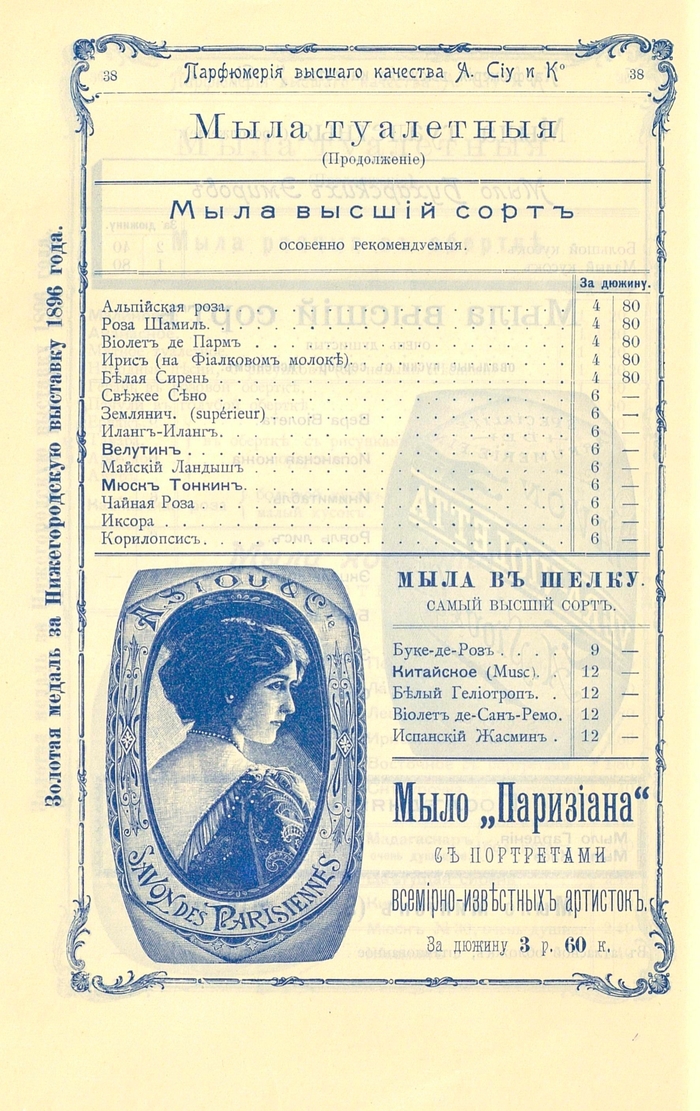 38 Парфюмерія высшаго качества А. Сіу и К° 38
Мыла туалетныя
(Продолженіе)
Мыла высшій сортъ
особенно рекомендуемыя.
За дюжину.
Альпійская роза. 4 80
Роза Шамиль. 4 80
Віолетъ де Пармъ 4 80
Ирисъ (на Фіалковомъ молокѣ). 4 80
Бѣлая Сирень 4 80
Свѣжее Сѣно 6 —
Землянич. (supérieur) 6 —
Илангъ-Илангъ. 6 —
Велутинъ 6 —
Майскій Ландышъ 6 —
Мюскъ Тонкинъ. 6 —
Чайная Роза 6 —
Иксора 6 —
Корилопсисъ. 6 —
МЫЛА ВЪ ШЕЛКУ.
САМЫЙ ВЫСШІЙ СОРТЪ.
Буке-де-Розъ 9 —
Китайское (Musc). 12 —
Бѣлый Геліотропъ. 12 —
Віолетъ де-Санъ-Ремо. 12 —
Испанскій Жасминъ 12 —
Мыло „Паризіана“
СЪ ПОРТРЕТАМИ
всемірно-извѣстныхъ артистокъ.
За дюжину 3 р. 60 к.
A. SIOU & Cie
SAVON DES PARISIENNES
Золотая медаль за Нижегородскую выставку 1896 года.